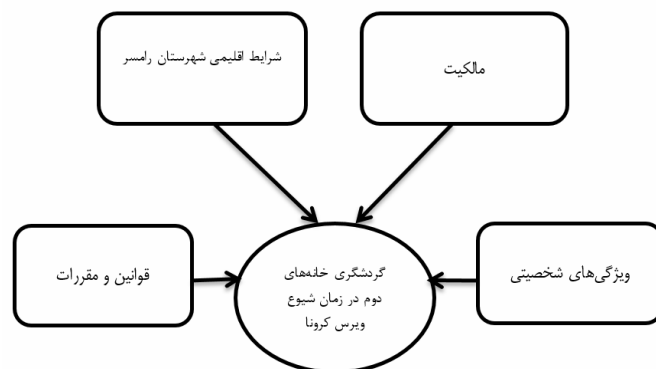 مالکیت
شرایط اقلیمی شهرستان رامسر
ویژگی‌های شخصیتی
گردشگری خانه‌های
دوم در زمان شیوع
ویرس کرونا
قوانین و مقررات